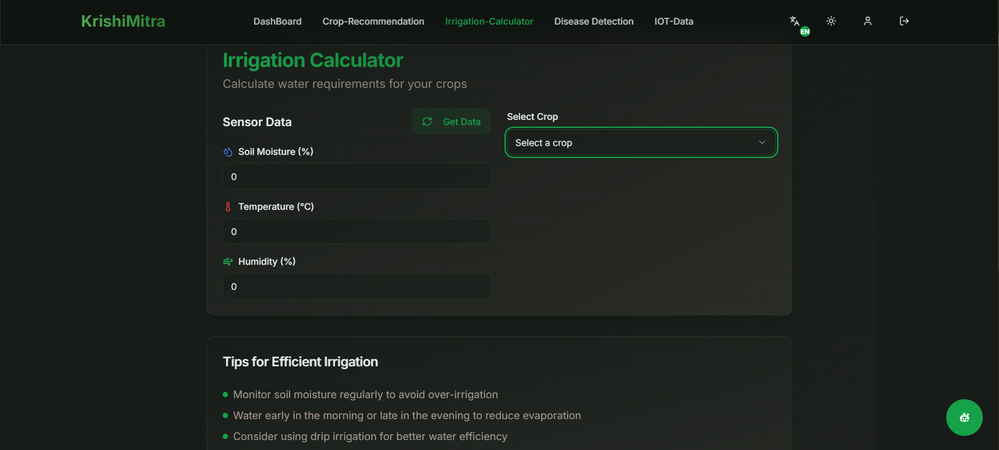 KrishiMitra
DashBoard
Crop-Recommendation
Irrigation-Calculator
Disease Detection
IOT-Data
EN
Irrigation Calculator
Calculate water requirements for your crops
Sensor Data
Get Data
Soil Moisture (%)
0
Temperature (°C)
0
Humidity (%)
0
Select Crop
Select a crop
Tips for Efficient Irrigation
Monitor soil moisture regularly to avoid over-irrigation
Water early in the morning or late in the evening to reduce evaporation
Consider using drip irrigation for better water efficiency